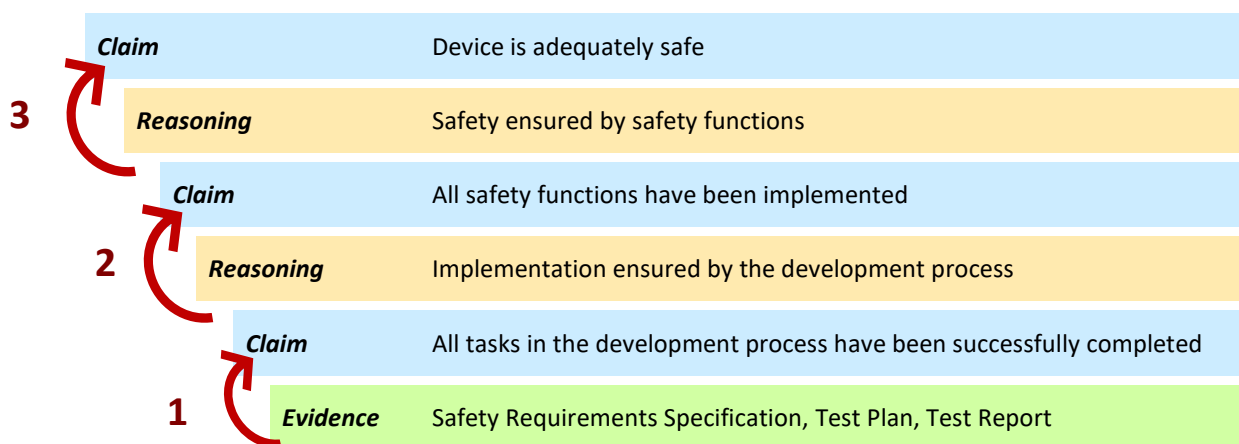 Claim Device is adequately safe
3 Reasoning Safety ensured by safety functions
Claim All safety functions have been implemented
2 Reasoning Implementation ensured by the development process
Claim All tasks in the development process have been successfully completed
1 Evidence Safety Requirements Specification, Test Plan, Test Report